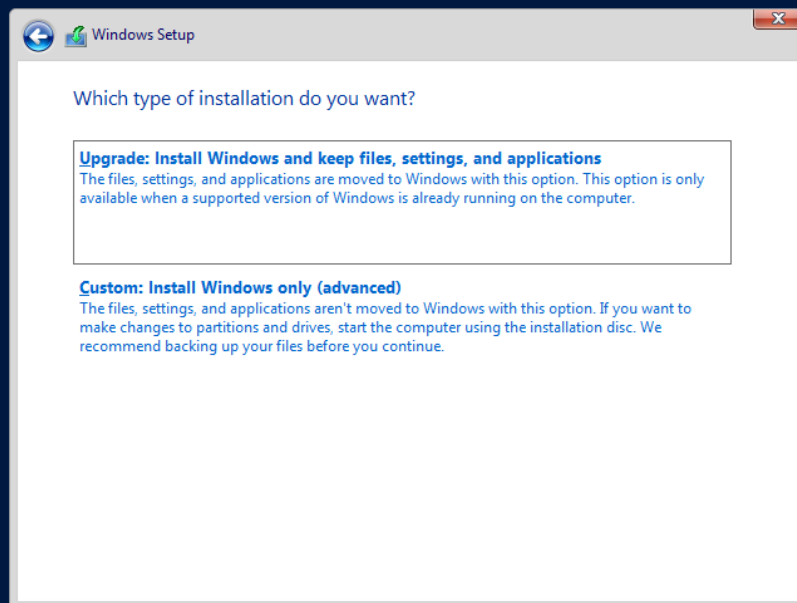 Windows Setup
Which type of installation do you want?
Upgrade: Install Windows and keep files, settings, and applications
The files, settings, and applications are moved to Windows with this option. This option is only
available when a supported version of Windows is already running on the computer.
Custom: Install Windows only (advanced)
The files, settings, and applications aren't moved to Windows with this option. If you want to
make changes to partitions and drives, start the computer using the installation disc. We
recommend backing up your files before you continue.